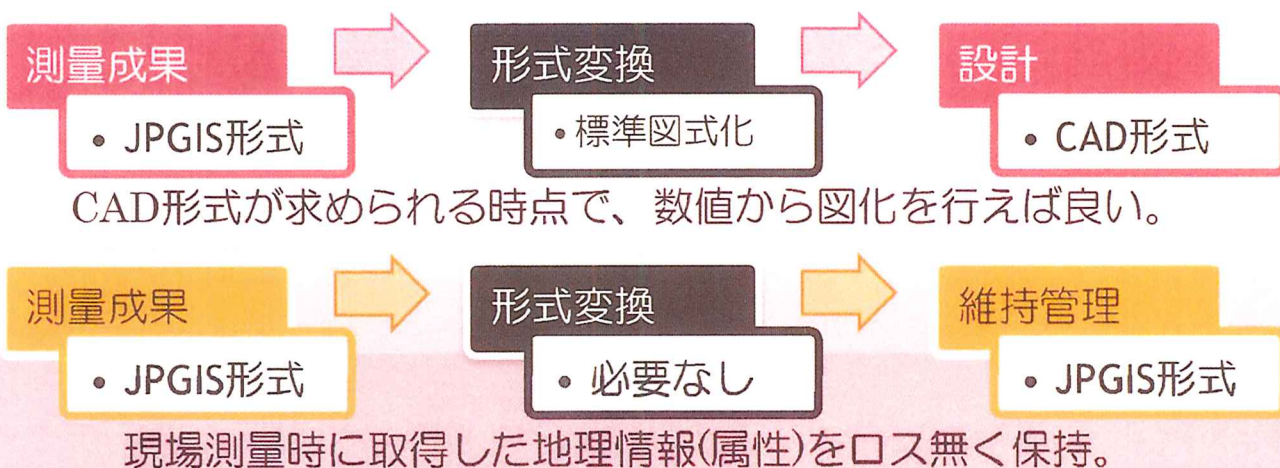 測量成果
• JPGIS形式
形式変換
• 標準図式化
設計
• CAD形式
CAD形式が求められる時点で、数値から図化を行えば良い。
測量成果
• JPGIS形式
形式変換
• 必要なし
維持管理
• JPGIS形式
現場測量時に取得した地理情報(属性)をロス無く保持。